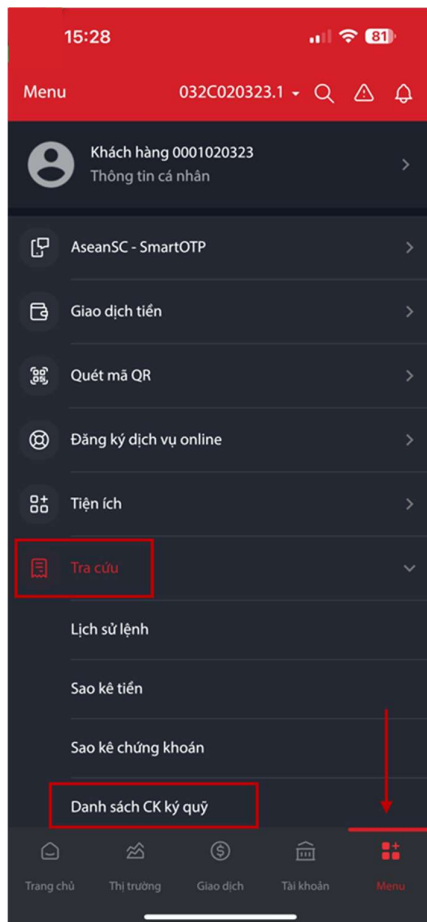 15:28
81
Menu
032C020323.1
Khách hàng 0001020323
Thông tin cá nhân
AseanSC - SmartOTP
Giao dịch tiền
Quét mã QR
Đăng ký dịch vụ online
Tiện ích
Tra cứu
Lịch sử lệnh
Sao kê tiền
Sao kê chứng khoán
Danh sách CK ký quỹ
Trang chủ Thị trường Giao dịch Tài khoản Menu